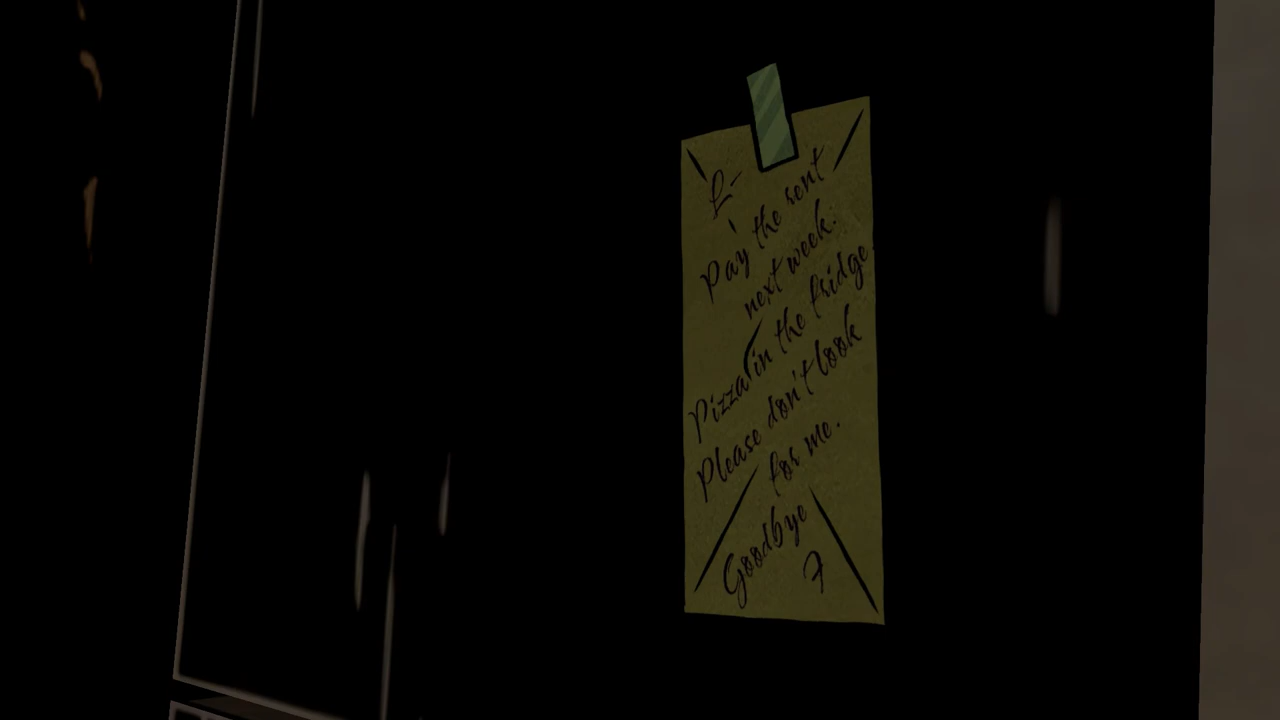 E-
Pay the rent
next week.
Pizza in the fridge.
Please don't look
for me.
Goodbye
F